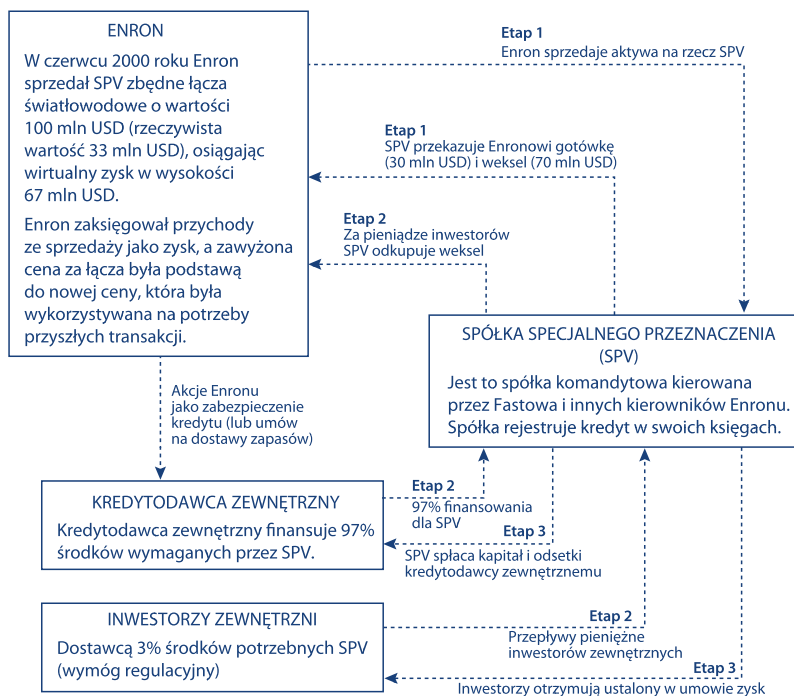 ENRON
W czerwcu 2000 roku Enron
sprzedał SPV zbędne łącza
światłowodowe o wartości
100 mln USD (rzeczywista
wartość 33 mln USD), osiągając
wirtualny zysk w wysokości
67 mln USD.
Enron zaksięgował przychody
ze sprzedaży jako zysk, a zawyżona
cena za łącza była podstawą
do nowej ceny, która była
wykorzystywana na potrzeby
przyszłych transakcji.
Etap 1
Enron sprzedaje aktywa na rzecz SPV
Etap 1
SPV przekazuje Enronowi gotówkę
(30 mln USD) i weksel (70 mln USD)
Etap 2
Za pieniądze inwestorów
SPV odkupuje weksel
SPÓŁKA SPECJALNEGO PRZEZNACZENIA
(SPV)
Jest to spółka komandytowa kierowana
przez Fastowa i innych kierowników Enronu.
Spółka rejestruje kredyt w swoich księgach.
Akcje Enronu
jako zabezpieczenie
kredytu (lub umów
na dostawy zapasów)
KREDYTODAWCA ZEWNĘTRZNY
Kredytodawca zewnętrzny finansuje 97%
środków wymaganych przez SPV.
Etap 2
97% finansowania
dla SPV
Etap 3
SPV spłaca kapitał i odsetki
kredytodawcy zewnętrznemu
INWESTORZY ZEWNĘTRZNI
Dostawcą 3% środków potrzebnych SPV
(wymóg regulacyjny)
Etap 2
Przepływy pieniężne
inwestorów zewnętrznych
Etap 3
Inwestorzy otrzymują ustalony w umowie zysk